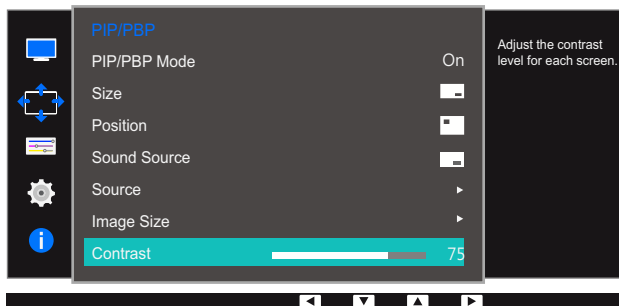 PIP/PBP
PIP/PBP Mode On
Size
Position
Sound Source
Source
Image Size
Contrast 75
Adjust the contrast
level for each screen.